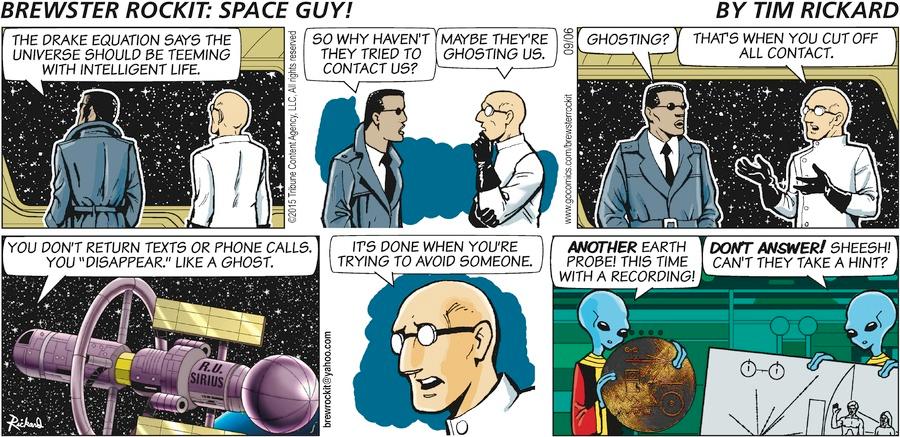 BREWSTER ROCKIT: SPACE GUY!
BY TIM RICKARD
THE DRAKE EQUATION SAYS THE
UNIVERSE SHOULD BE TEEMING
WITH INTELLIGENT LIFE.
©2015 Tribune Content Agency, LLC. All rights reserved
SO WHY HAVEN'T
THEY TRIED TO
CONTACT US?
MAYBE THEY'RE
GHOSTING US.
09/06
www.gocomics.com/brewsterrockit
GHOSTING?
THAT'S WHEN YOU CUT OFF
ALL CONTACT.
YOU DON'T RETURN TEXTS OR PHONE CALLS.
YOU "DISAPPEAR." LIKE A GHOST.
R.U.
SIRIUS
Rickard
brewrockit@yahoo.com
IT'S DONE WHEN YOU'RE
TRYING TO AVOID SOMEONE.
ANOTHER EARTH
PROBE! THIS TIME
WITH A RECORDING!
DON'T ANSWER! SHEESH!
CAN'T THEY TAKE A HINT?